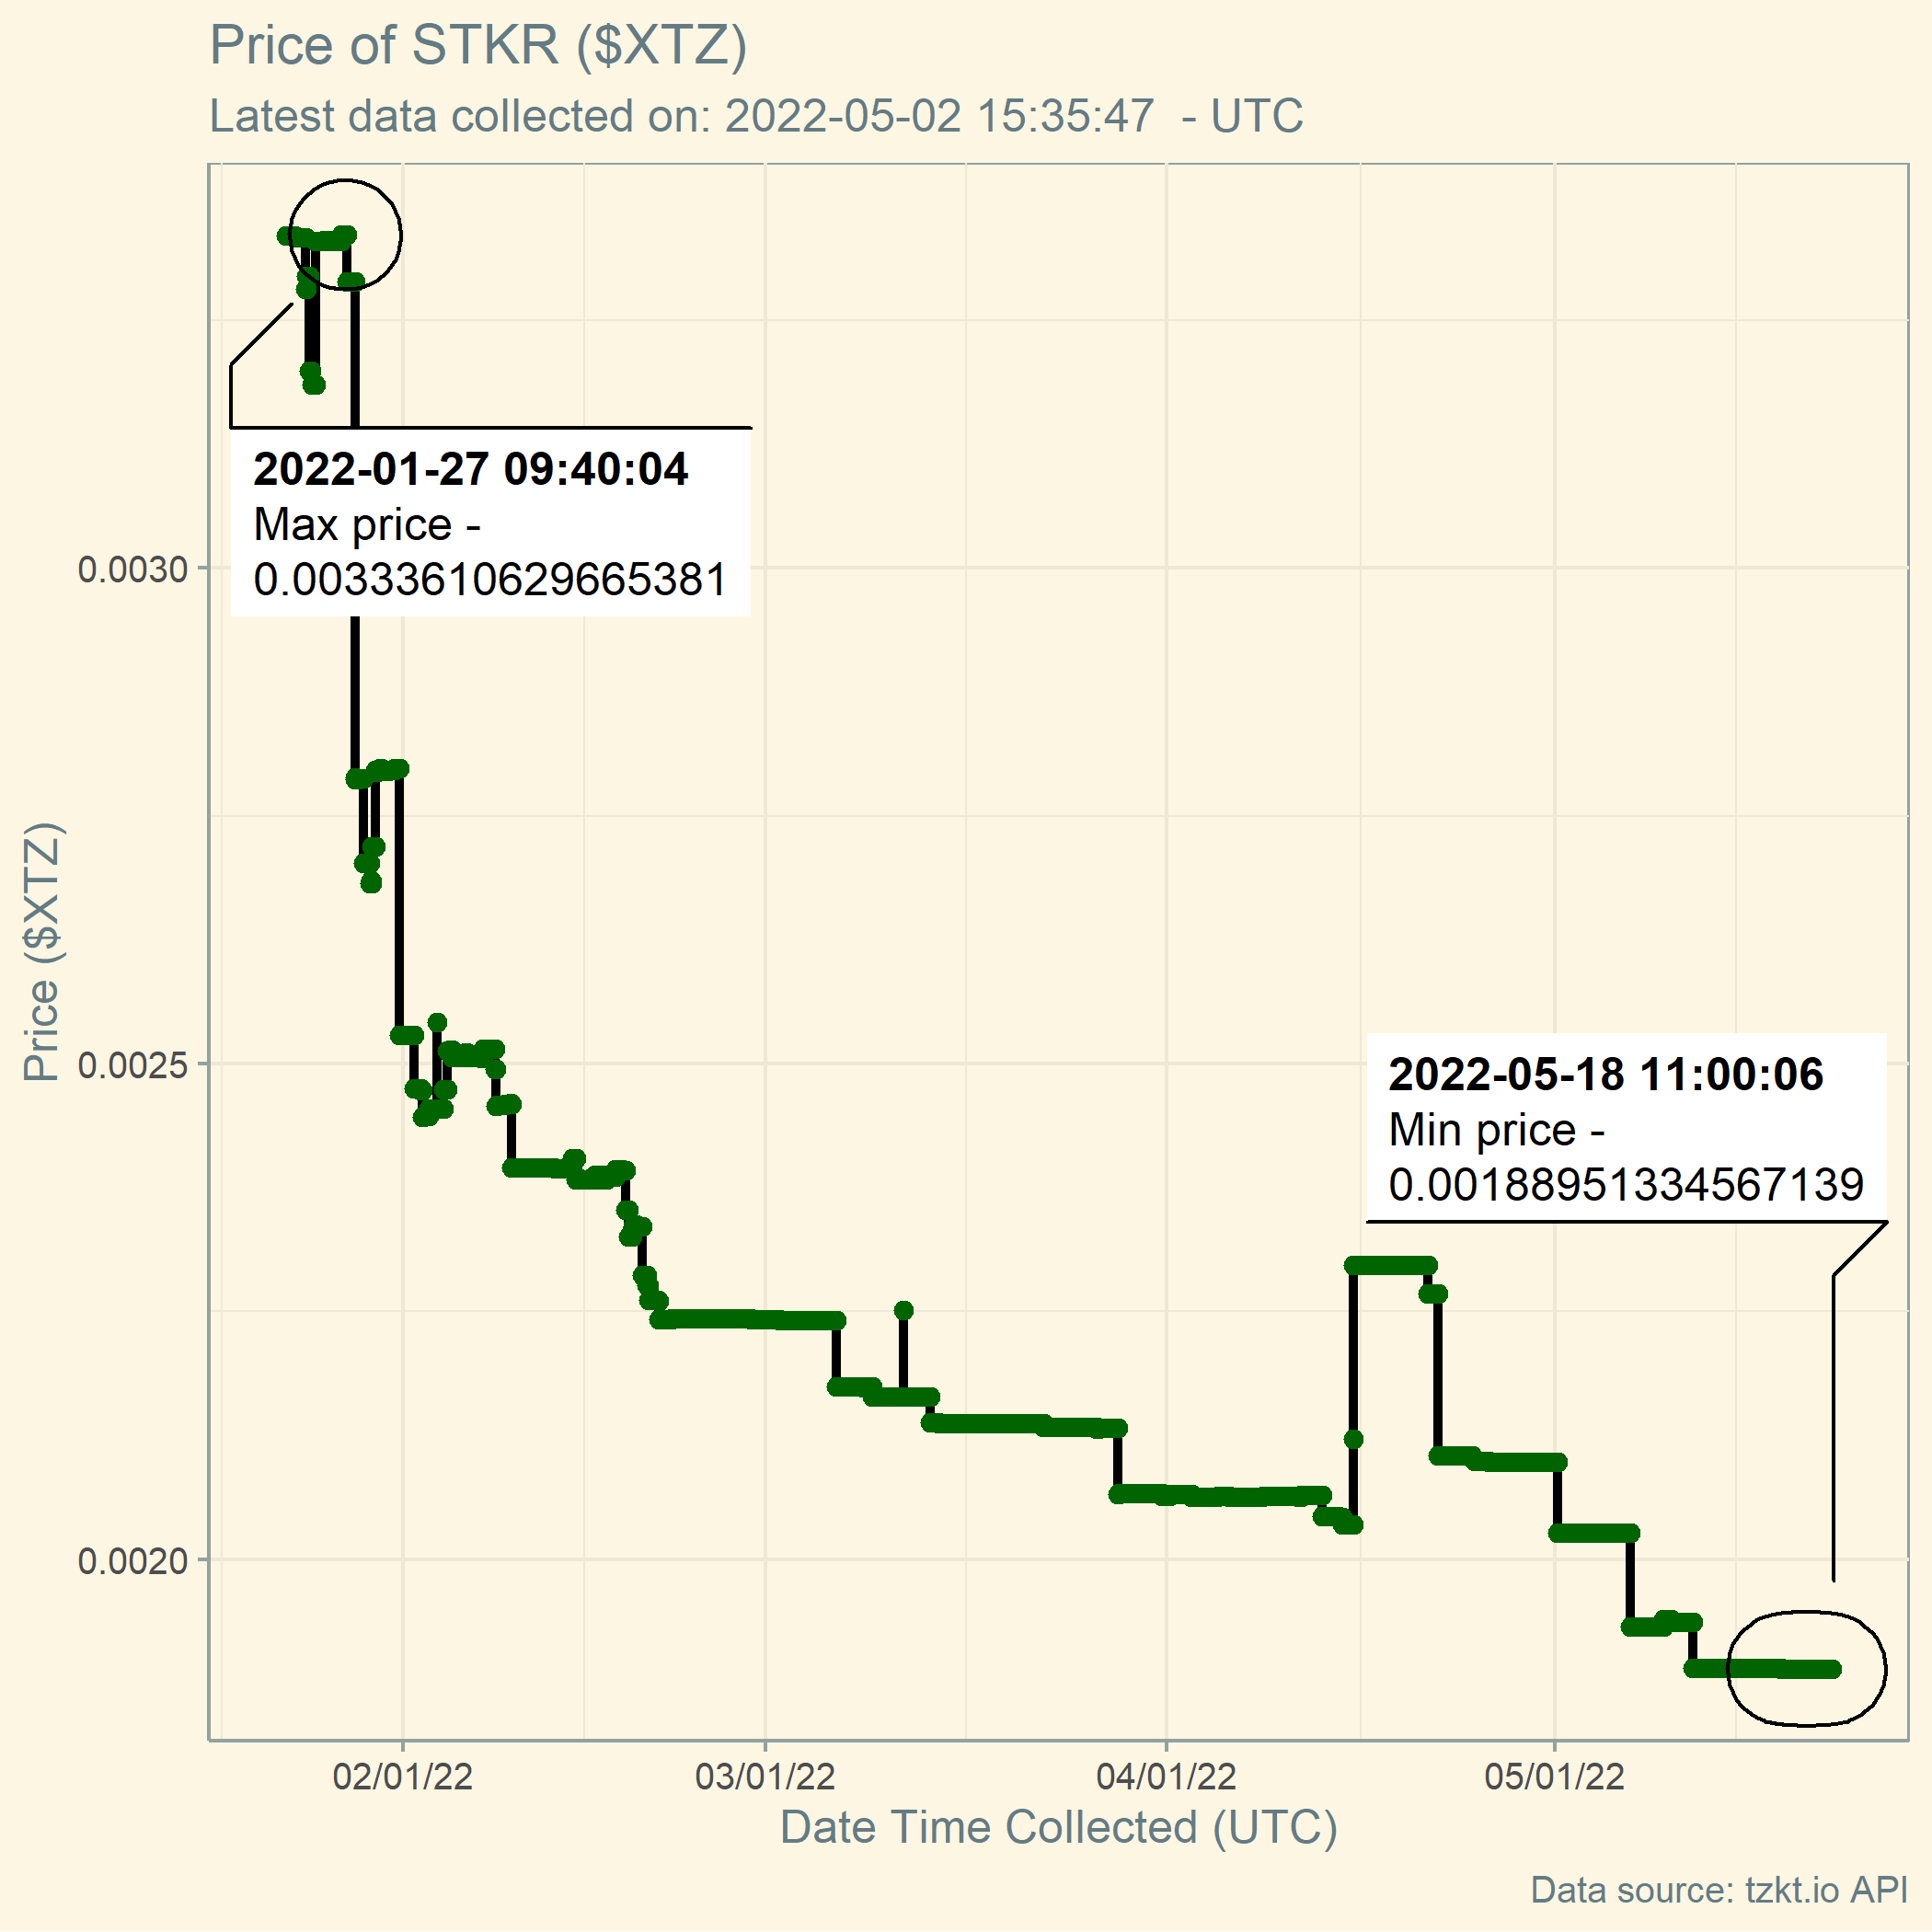 Price of STKR ($XTZ)
Latest data collected on: 2022-05-02 15:35:47  - UTC
2022-01-27 09:40:04
Max price -
0.00333610629665381
0.0030
Price ($XTZ)
0.0025
2022-05-18 11:00:06
Min price -
0.00188951334567139
0.0020
02/01/22
03/01/22
04/01/22
05/01/22
Date Time Collected (UTC)
Data source: tzkt.io API